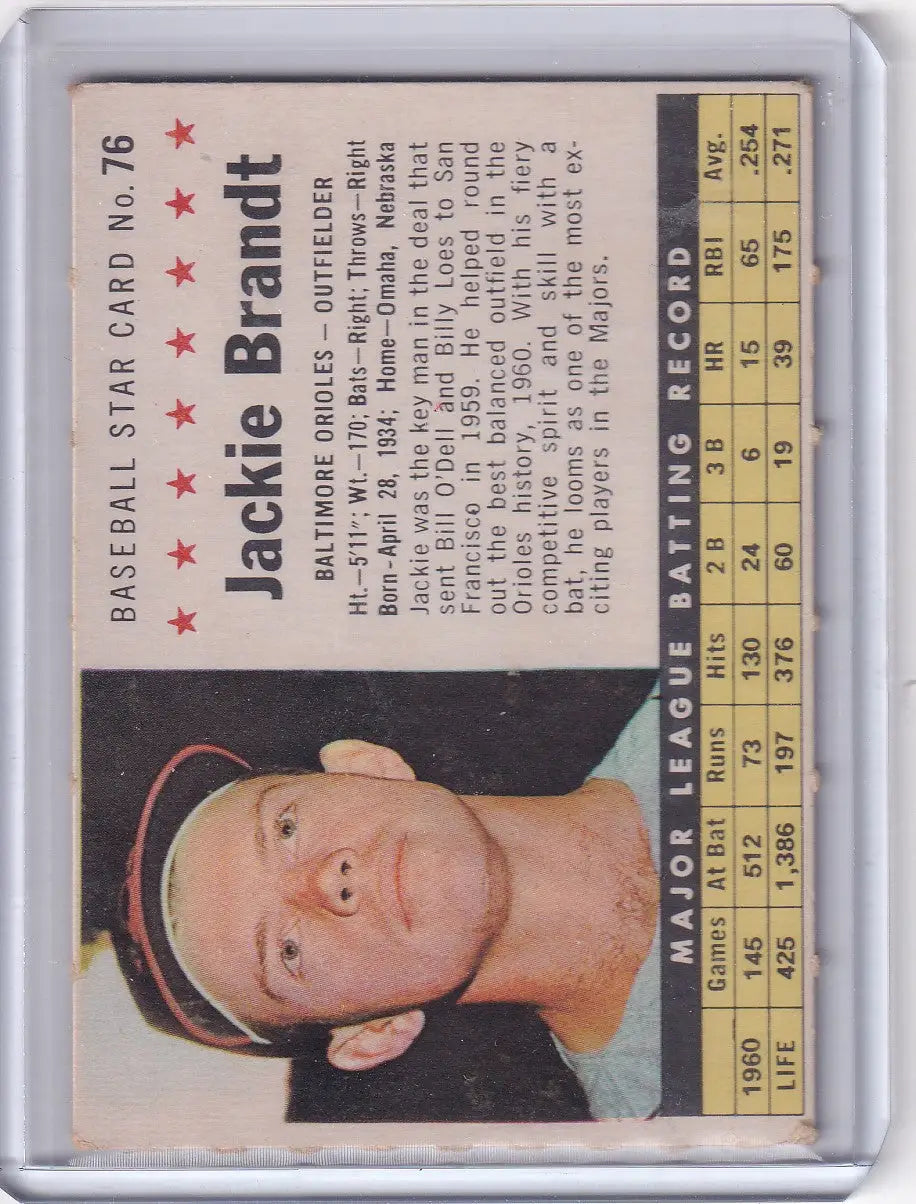 BASEBALL STAR CARD No. 76
Jackie Brandt
BALTIMORE ORIOLES – OUTFIELDER
Ht.—5'11"; Wt.—170; Bats—Right; Throws—Right
Born-April 28, 1934; Home—Omaha, Nebraska
Jackie was the key man in the deal that
sent Bill O'Dell and Billy Loes to San
Francisco in 1959. He helped round
out the best balanced outfield in the
Orioles history, 1960. With his fiery
competitive spirit and skill with a
bat, he looms as one of the most ex-
citing players in the Majors.
MAJOR LEAGUE BATTING RECORD
Games At Bat Runs Hits 2 B 3 B HR RBI Avg.
1960 145 512 73 130 24 6 15 65 .254
LIFE 425 1,386 197 376 60 19 39 175 .271